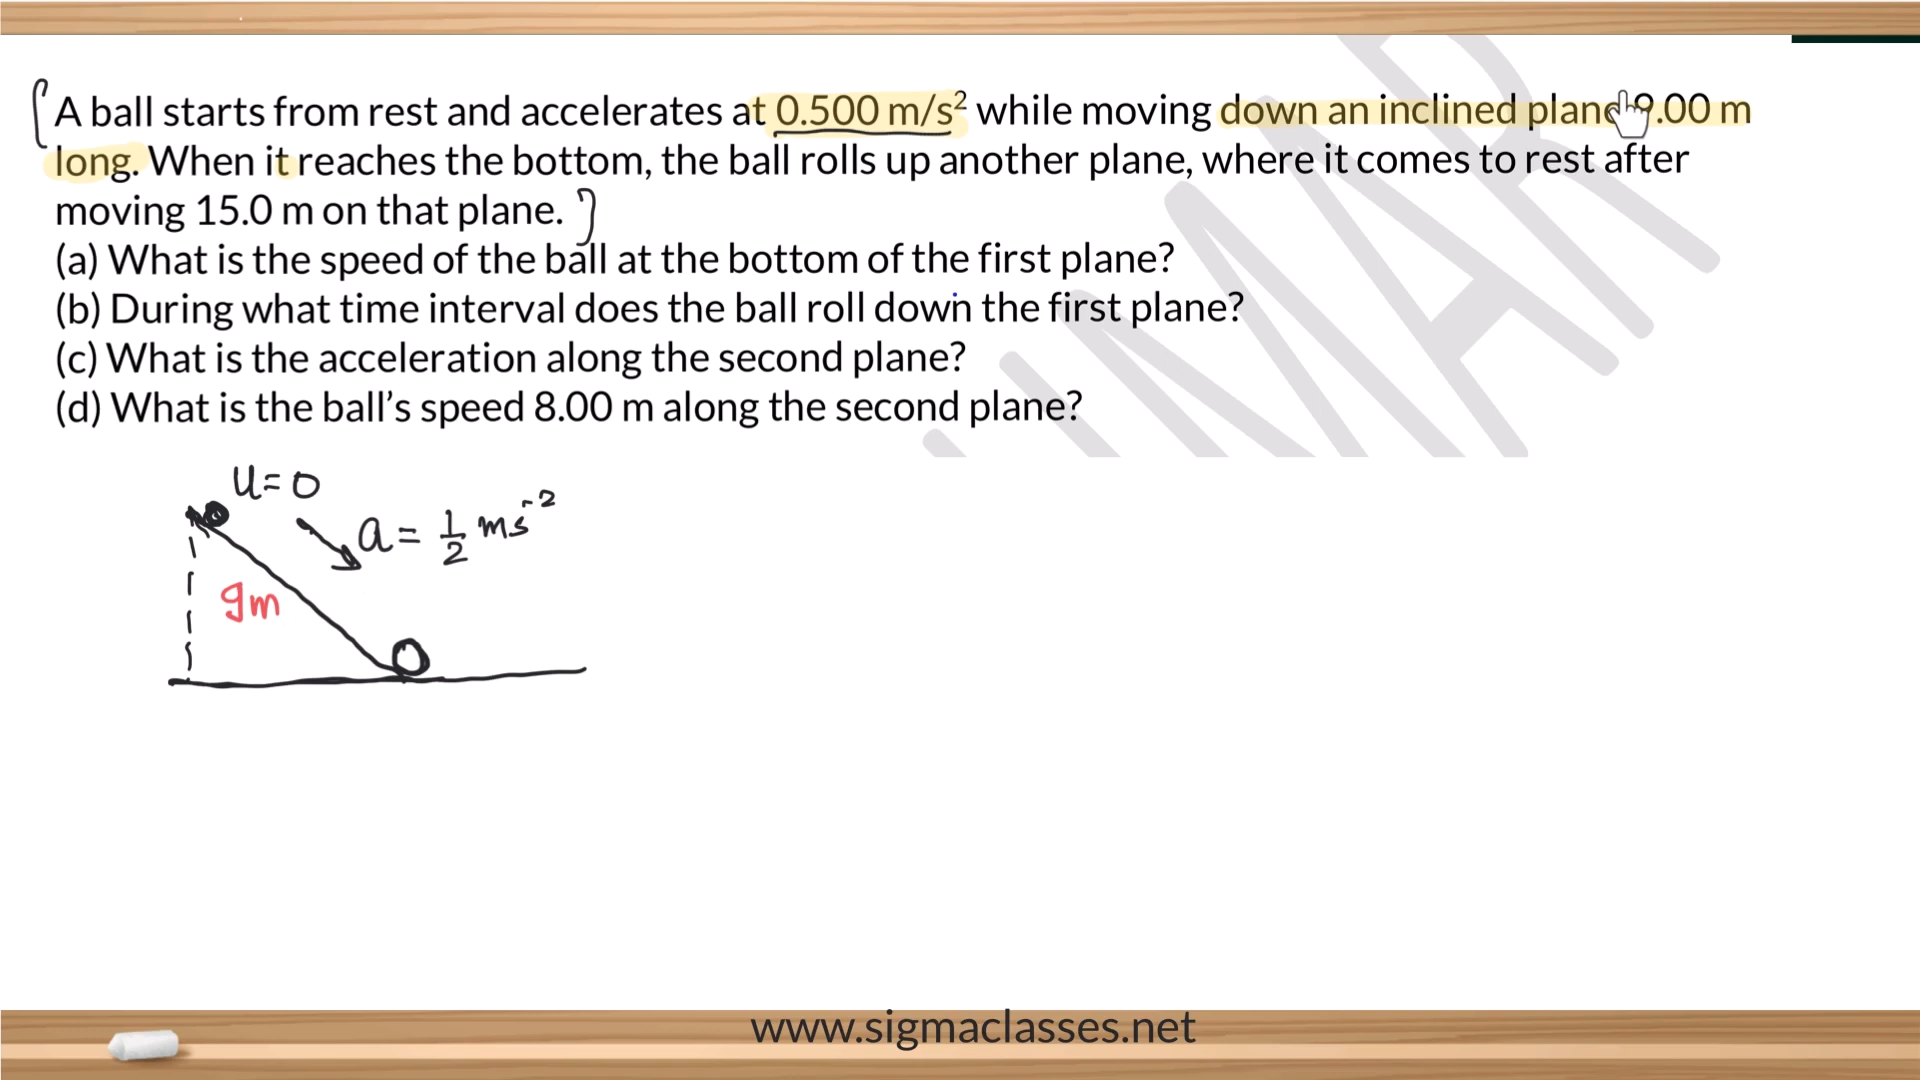 A ball starts from rest and accelerates at 0.500 m/s² while moving down an inclined plane 9.00 m
long. When it reaches the bottom, the ball rolls up another plane, where it comes to rest after
moving 15.0 m on that plane.
(a) What is the speed of the ball at the bottom of the first plane?
(b) During what time interval does the ball roll down the first plane?
(c) What is the acceleration along the second plane?
(d) What is the ball’s speed 8.00 m along the second plane?
u = 0
a = 1/2 ms⁻²
9m
www.sigmaclasses.net